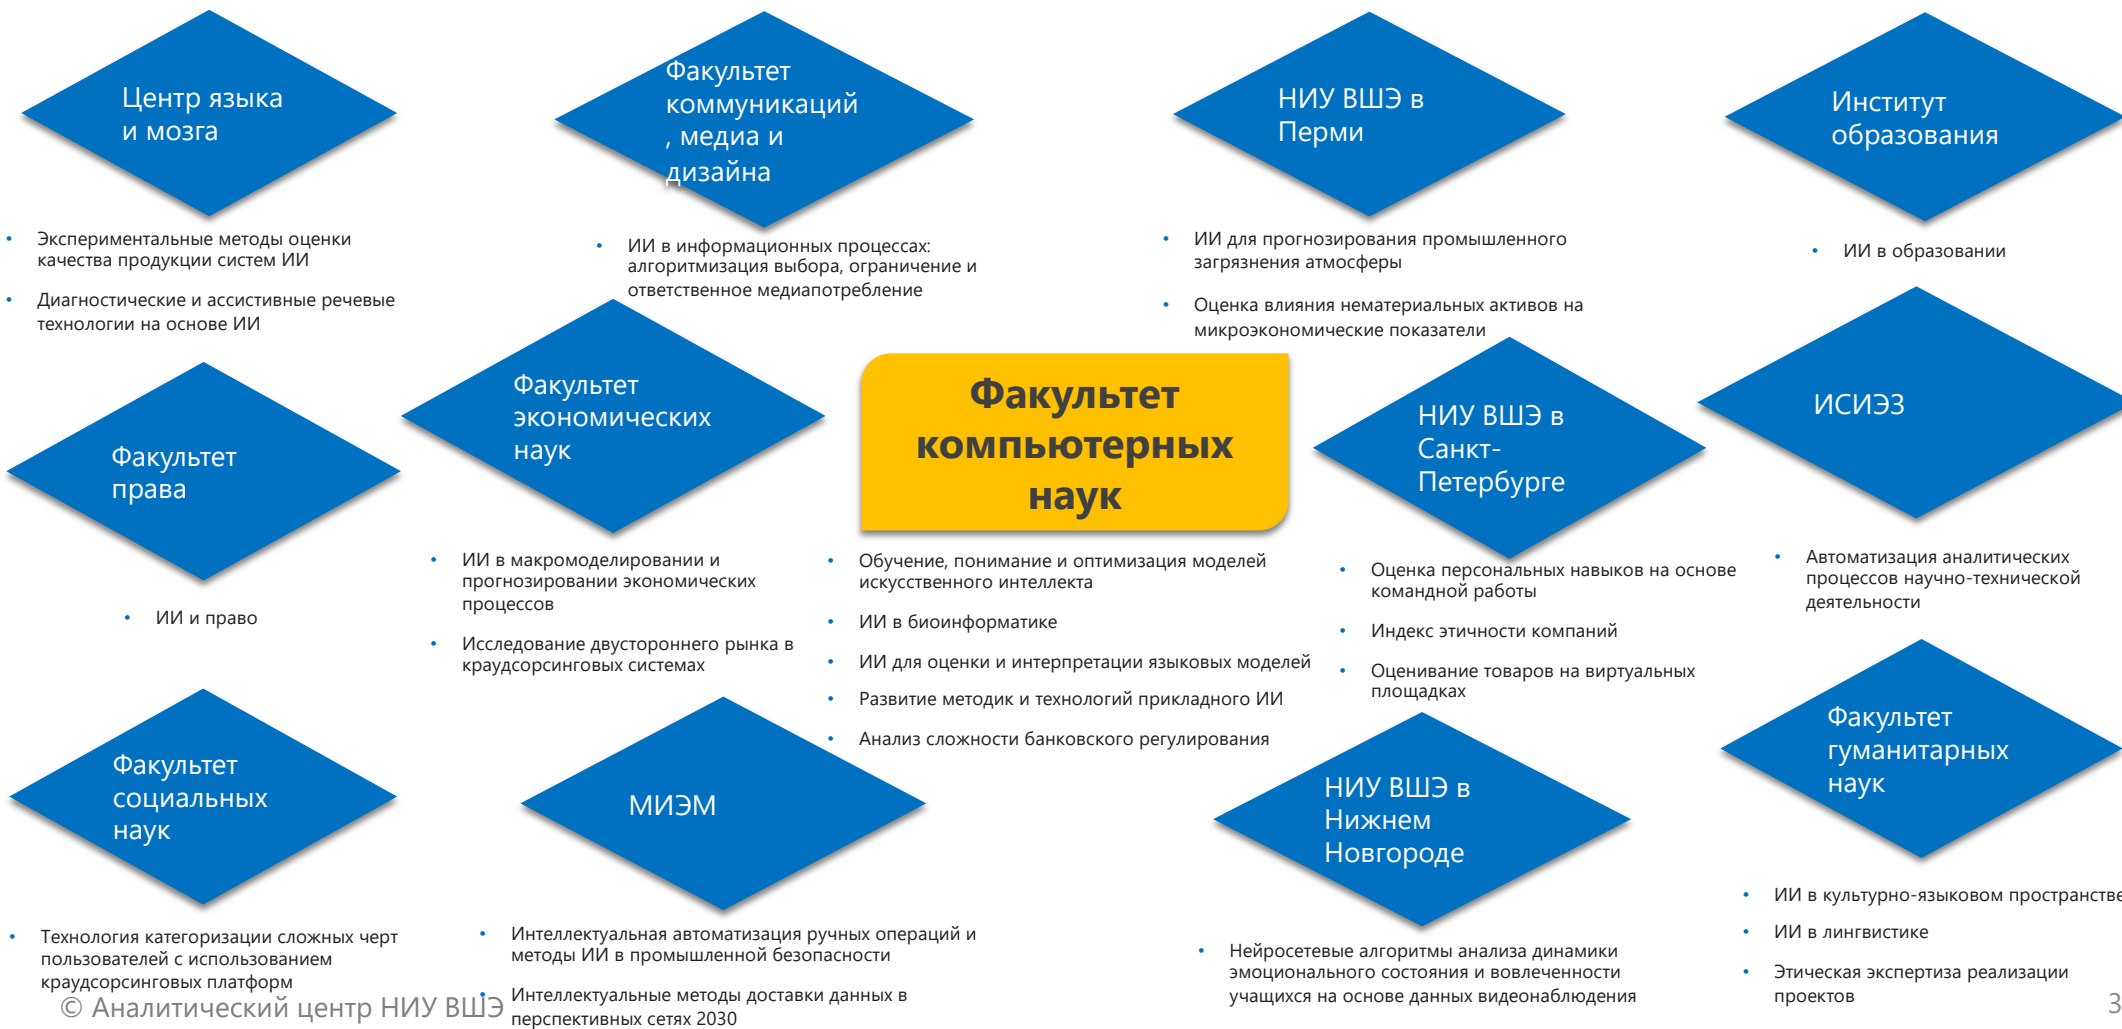 Центр языка
и мозга
• Экспериментальные методы оценки
качества продукции систем ИИ
• Диагностические и ассистивные речевые
технологии на основе ИИ
Факультет
коммуникаций
, медиа и
дизайна
• ИИ в информационных процессах:
алгоритмизация выбора, ограничение и
ответственное медиапотребление
НИУ ВШЭ в
Перми
• ИИ для прогнозирования промышленного
загрязнения атмосферы
• Оценка влияния нематериальных активов на
микроэкономические показатели
Институт
образования
• ИИ в образовании
Факультет
права
• ИИ и право
Факультет
экономических
наук
• ИИ в макромоделировании и
прогнозировании экономических
процессов
• Исследование двустороннего рынка в
краудсорсинговых системах
Факультет
компьютерных
наук
• Обучение, понимание и оптимизация моделей
искусственного интеллекта
• ИИ в биоинформатике
• ИИ для оценки и интерпретации языковых моделей
• Развитие методик и технологий прикладного ИИ
• Анализ сложности банковского регулирования
НИУ ВШЭ в
Санкт-
Петербурге
• Оценка персональных навыков на основе
командной работы
• Индекс этичности компаний
• Оценивание товаров на виртуальных
площадках
ИСИЭЗ
• Автоматизация аналитических
процессов научно-технической
деятельности
Факультет
социальных
наук
• Технология категоризации сложных черт
пользователей с использованием
краудсорсинговых платформ
МИЭМ
• Интеллектуальная автоматизация ручных операций и
методы ИИ в промышленной безопасности
• Интеллектуальные методы доставки данных в
перспективных сетях 2030
НИУ ВШЭ в
Нижнем
Новгороде
• Нейросетевые алгоритмы анализа динамики
эмоционального состояния и вовлеченности
учащихся на основе данных видеонаблюдения
Факультет
гуманитарных
наук
• ИИ в культурно-языковом пространстве
• ИИ в лингвистике
• Этическая экспертиза реализации
проектов
© Аналитический центр НИУ ВШЭ
3